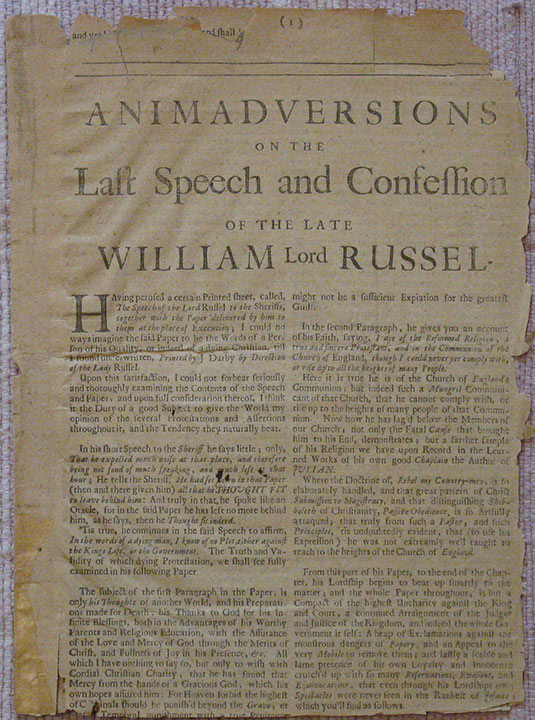 ( 1 )
and shall
ANIMADVERSIONS
ON THE
Laſt Speech and Confeſſion
OF THE LATE
WILLIAM Lord RUSSEL.
HAving peruſed a certain Printed ſheet, called,
The Speech of the Lord Ruſſel to the Sheriffs,
together with the Paper delivered by him to
them at the place of Execution; I could no
ways imagine the ſaid Paper to be the Words of a Per-
ſon of his Quality, or indeed of a dying Chriſtian, till
I found ſubſcrewritten, Printed by J Darby by Direction
of the Lady Ruſſel.
Upon this ſatisfaction, I could not forbear ſeriouſly
and thoroughly examining the Contents of the Speech
and Paper; and upon full conſideration thereof, I think
it the Duty of a good Subject to give the World my
opinion of the ſeveral Proteſtations and Aſſertions
throughout it, and the Tendency they naturally bear.
In his ſhort Speech, to the Sheriff he ſays little; only,
That he expected much noiſe at that place, and therefore
being not fond of much ſpeaking, and much leſs at that
hour; He tells the Sheriff, He had ſet down in that Paper
(then and there given him) all that he THOUGHT FIT
to leave behind him: And truly in that he ſpoke like an
Oracle, for in the ſaid Paper he has left no more behind
him, as he ſays, then he Thought fit indeed.
'Tis true, he continues in the ſaid Speech to affirm,
In the words of a dying man, I know of no Plot, either againſt
the Kings Life, or the Government. The Truth and Va-
lidity of which dying Proteſtation, we ſhall ſee fully
examined in his following Paper.
The ſubject of the firſt Paragraph in the Paper, is
only his Thoughts of another World, and his Preparati-
ons made for Death; his Thanks to God for his In-
finite Bleſſings, both in the Advantages of his Worthy
Parents and Religious Education, with the Aſſurance
of the Love and Mercy of God through the Merits of
Chriſt, and Fullneſs of Joy in his Preſence, &c. All
which I have nothing to ſay to, but only to wiſh with
Cordial Chriſtian Charity, that he has found that
Mercy from the hands of a Gracious God, which his
own hopes aſſured him: For Heaven forbid the higheſt
of Criminals ſhould be puniſh'd beyond the Grave, or
Temporal puniſhment with a true
might not be a ſufficient Expiation for the greateſt
Guilt.
In the ſecond Paragraph, he gives you an account
of his Faith, ſaying, I dye of the Reformed Religion, a
true and ſincere Proteſtant, and in the Communion of the
Church of England, though I could never yet comply with,
or riſe up to all the heights of many People.
Here it is true he is of the Church of England's
Communion; but indeed ſuch a Mungrel Communi-
cant of that Church, that he cannot comply with, or
riſe up to the heights of many people of that Commu-
nion. Now how he has lag'd below the Members of
our Church; not only the Fatal Cauſe that brought
him to his End, demonſtrates; but a farther ſample
of his Religion we have upon Record in the Lear-
ned Works of his own good Chaplain the Author of
JULIAN.
Where the Doctrine of, Rebel my Country-men, is ſo
elaborately handled, and that great pattern of Chriſt
Submiſſion to Magiſtracy, and that diſtinguiſhing Shib-
boleth of Chriſtianity, Paſſive Obedience, is ſo Artfully
attaqued; that truly from ſuch a Paſtor, and ſuch
Principles, 'tis undoubtedly evident, that (to uſe his
Expreſſion) he was not extreamly well taught to
reach to the heights of the Church of England.
From this part of his Paper, to the end of the Chap-
ter, his Lordſhip begins to bear up ſmartly to the
matter; and the whole Paper throughout, is but a
Compoſt of the higheſt Uncharity againſt the King
and Court, a Conſumed Arraignment of the Judges
and Juſtice of the Kingdom, and indeed the whole Go-
vernment it ſelf: A heap of Exclamations againſt the
monſtrous dangers of Popery; and an Appeal to the
very Modeſt to remove them; and laſtly a feeble and
lame pretence of his own Loyalty and Innocence
crutch'd up with ſo many Reſervations, Evaſions, and
Equivocations, that even through his Lordſhips own
Spectacles were never ſeen in the Rankeſt of Jeſuits;
which you'll find as follows.